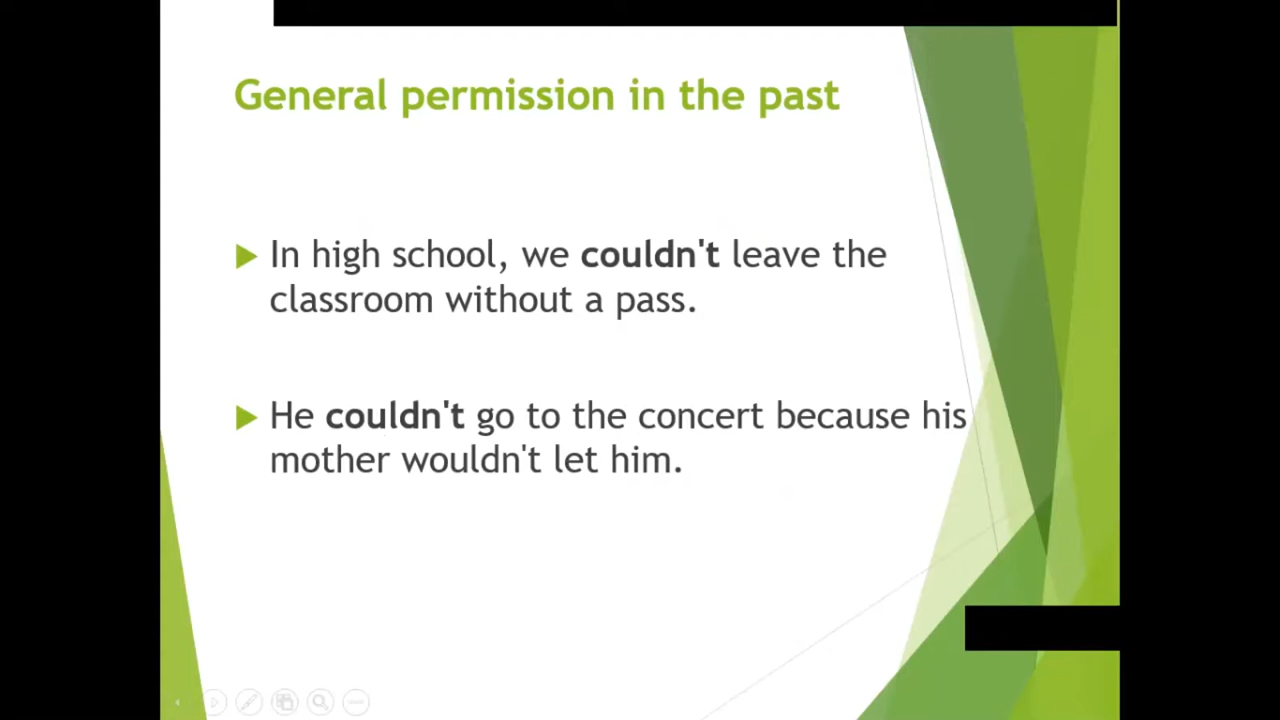 General permission in the past
In high school, we couldn't leave the
classroom without a pass.
He couldn't go to the concert because his
mother wouldn't let him.